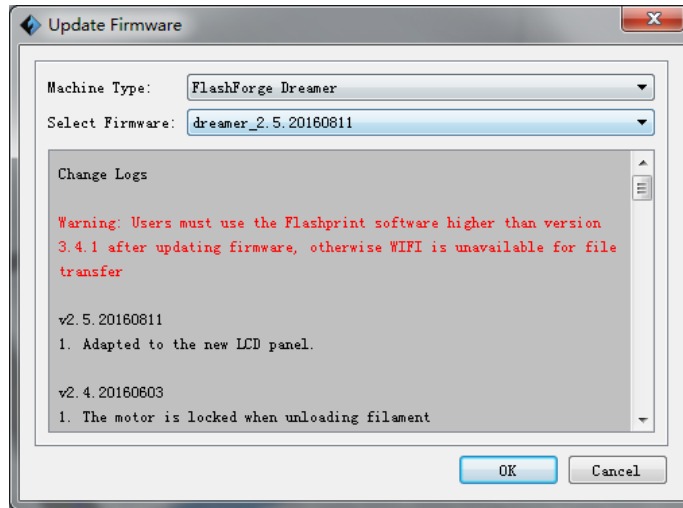 Update Firmware
Machine Type: FlashForge Dreamer
Select Firmware: dreamer_2.5.20160811
Change Logs
Warning: Users must use the Flashprint software higher than version
3.4.1 after updating firmware, otherwise WIFI is unavailable for file
transfer
v2.5.20160811
1. Adapted to the new LCD panel.
v2.4.20160603
1. The motor is locked when unloading filament
OK Cancel